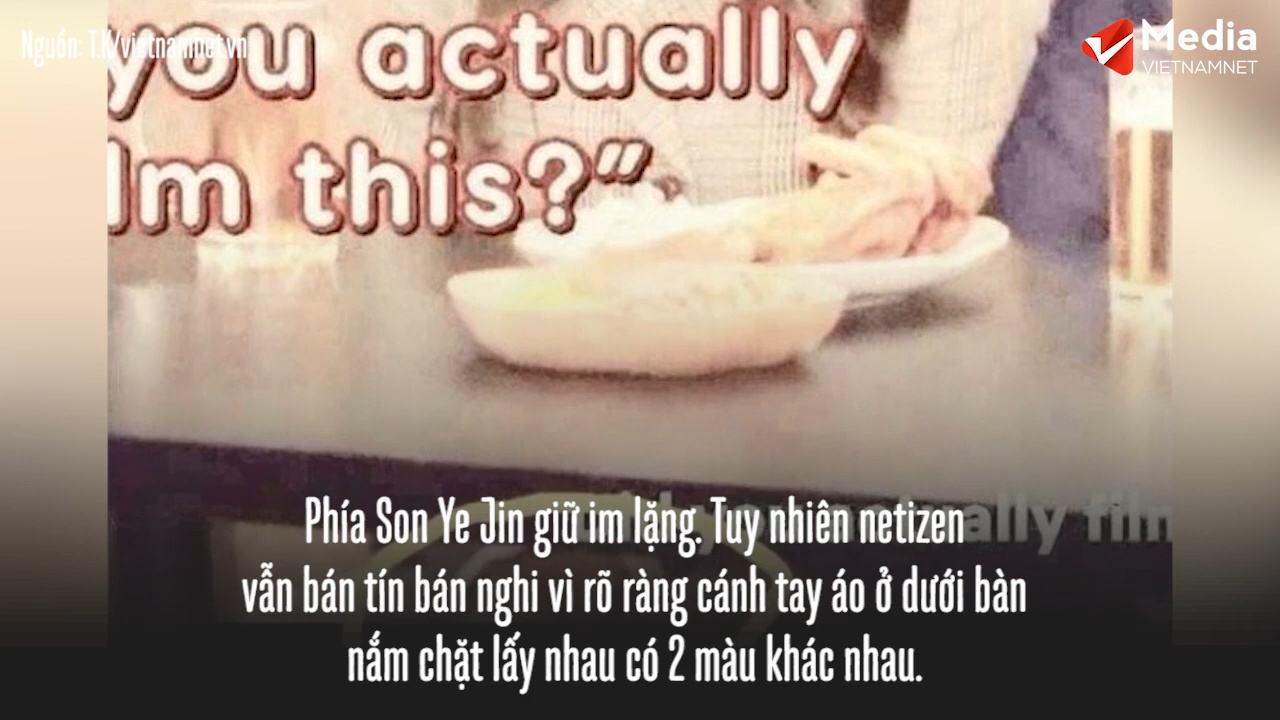 Nguồn: T.K/vietnamnet.vn
Media
VIETNAMNET
you actually
lm this?”
Phía Son Ye Jin giữ im lặng. Tuy nhiên netizen
vẫn bán tín bán nghi vì rõ ràng cánh tay áo ở dưới bàn
nắm chặt lấy nhau có 2 màu khác nhau.